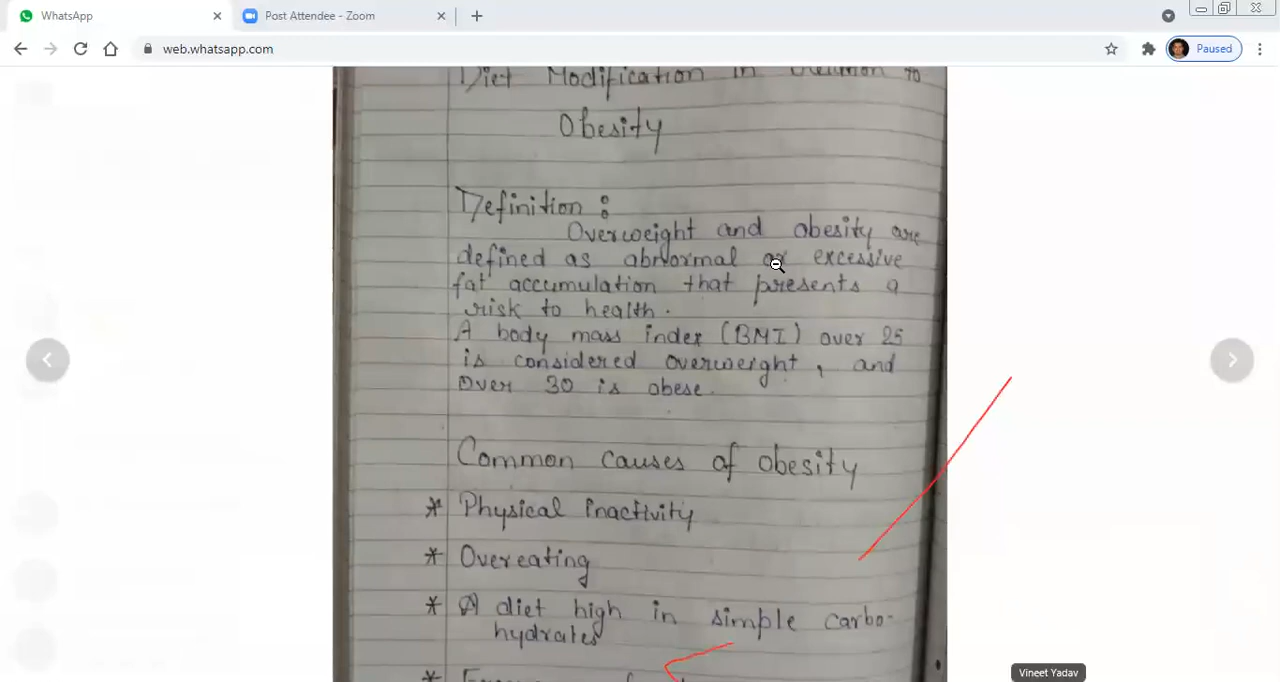 WhatsApp
Post Attendee - Zoom
web.whatsapp.com
Paused
Diet Modification in relation to
Obesity
Definition :
Overweight and obesity are
defined as abnormal or excessive
fat accumulation that presents a
risk to health.
A body mass index (BMI) over 25
is considered overweight, and
Over 30 is obese.
Common causes of obesity
* Physical inactivity
* Overeating
* A diet high in simple carbo-
hydrates
*
Vineet Yadav